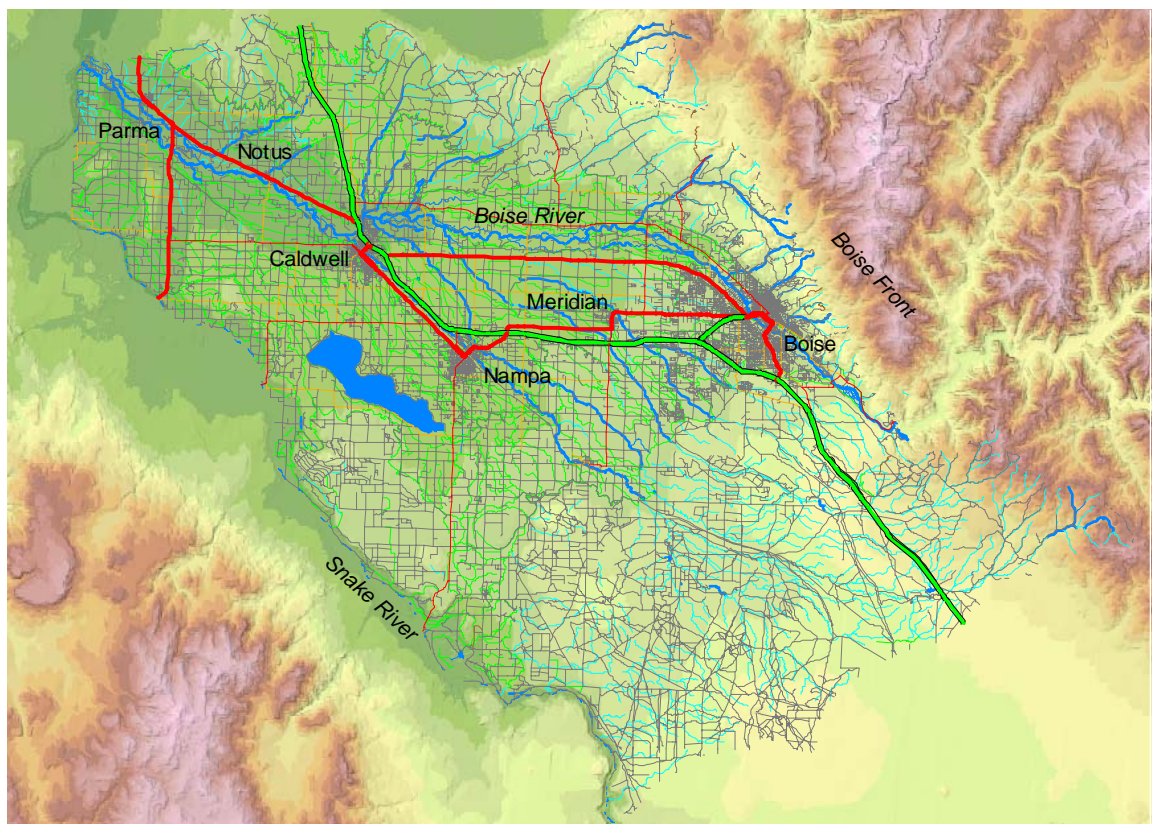 Parma
Notus
Boise River
Boise Front
Caldwell
Meridian
Boise
Nampa
Snake River